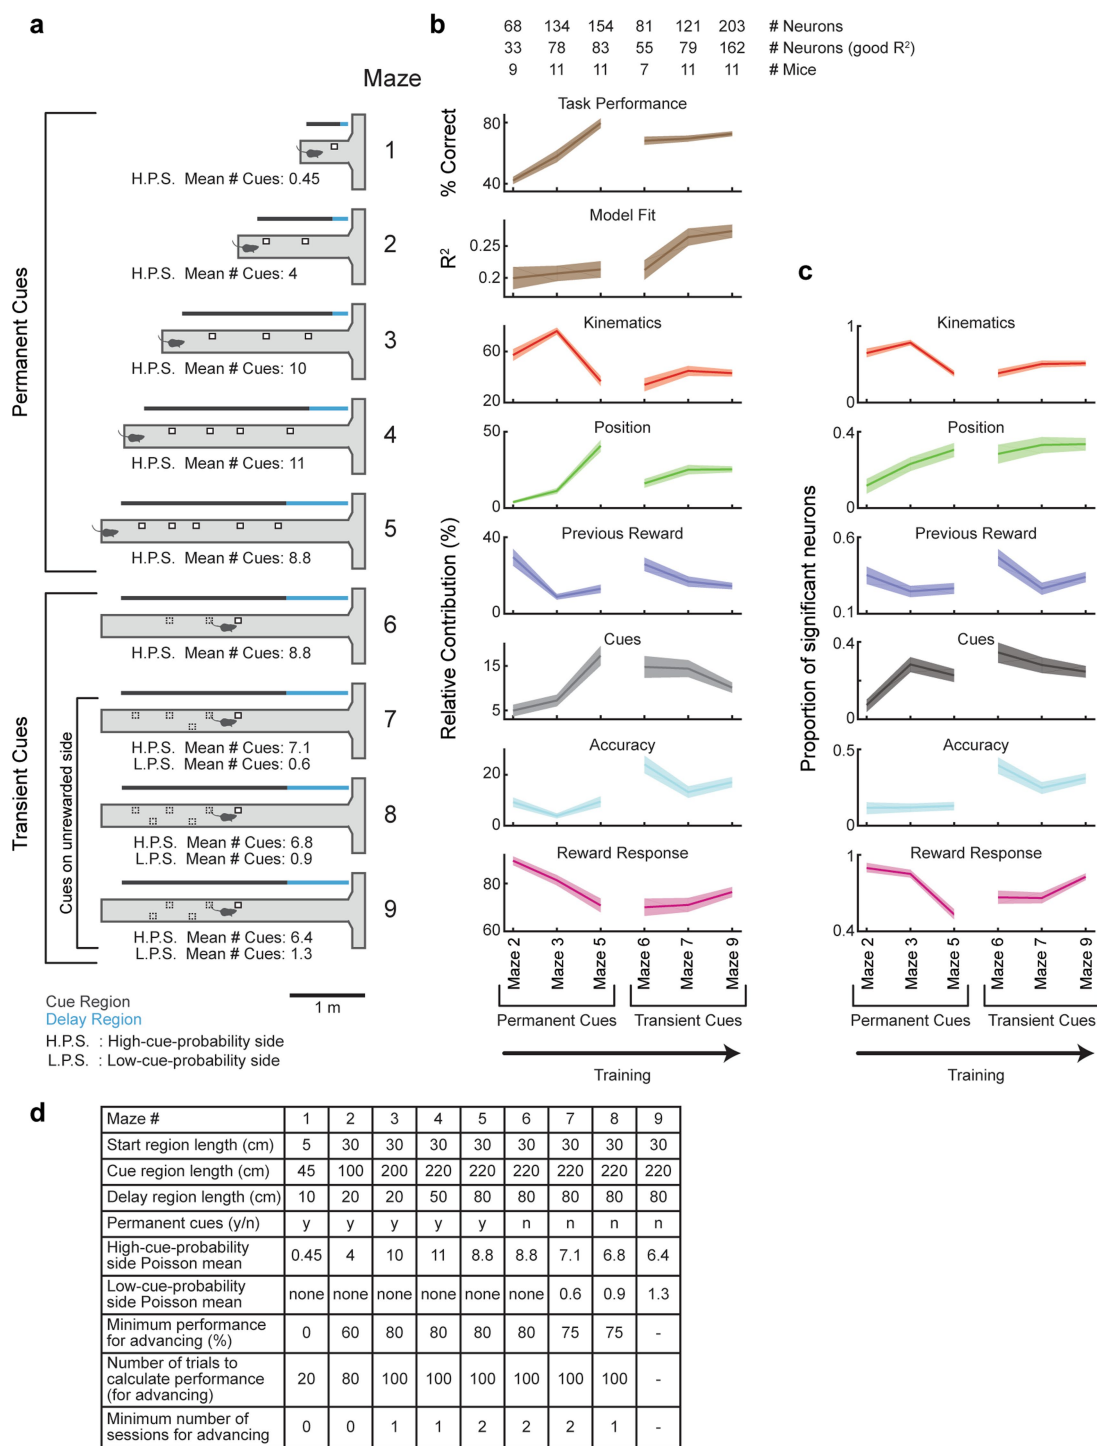 a
Maze
Permanent Cues
1
H.P.S. Mean # Cues: 0.45
2
H.P.S. Mean # Cues: 4
3
H.P.S. Mean # Cues: 10
4
H.P.S. Mean # Cues: 11
5
H.P.S. Mean # Cues: 8.8
Transient Cues
6
H.P.S. Mean # Cues: 8.8
Cues on unrewarded side
7
H.P.S. Mean # Cues: 7.1
L.P.S. Mean # Cues: 0.6
8
H.P.S. Mean # Cues: 6.8
L.P.S. Mean # Cues: 0.9
9
H.P.S. Mean # Cues: 6.4
L.P.S. Mean # Cues: 1.3
Cue Region
Delay Region
1 m
H.P.S. : High-cue-probability side
L.P.S. : Low-cue-probability side
b
68 134 154 81 121 203 # Neurons
33 78 83 55 79 162 # Neurons (good R²)
9 11 11 7 11 11 # Mice
Task Performance
% Correct
80
40
Model Fit
R²
0.25
0.2
Relative Contribution (%)
Kinematics
60
20
Position
50
0
Previous Reward
40
0
Cues
15
5
Accuracy
20
0
Reward Response
80
60
Maze 2
Maze 3
Maze 5
Maze 6
Maze 7
Maze 9
Permanent Cues
Transient Cues
Training
c
Proportion of significant neurons
Kinematics
1
0
Position
0.4
0
Previous Reward
0.6
0.1
Cues
0.4
0
Accuracy
0.5
0
Reward Response
1
0.4
Maze 2
Maze 3
Maze 5
Maze 6
Maze 7
Maze 9
Permanent Cues
Transient Cues
Training
d
Maze # 1 2 3 4 5 6 7 8 9
Start region length (cm) 5 30 30 30 30 30 30 30 30
Cue region length (cm) 45 100 200 220 220 220 220 220 220
Delay region length (cm) 10 20 20 50 80 80 80 80 80
Permanent cues (y/n) y y y y y n n n n
High-cue-probability
side Poisson mean 0.45 4 10 11 8.8 8.8 7.1 6.8 6.4
Low-cue-probability
side Poisson mean none none none none none none 0.6 0.9 1.3
Minimum performance
for advancing (%) 0 60 80 80 80 80 75 75 -
Number of trials to
calculate performance 20 80 100 100 100 100 100 100 -
(for advancing)
Minimum number of
sessions for advancing 0 0 1 1 2 2 2 1 -